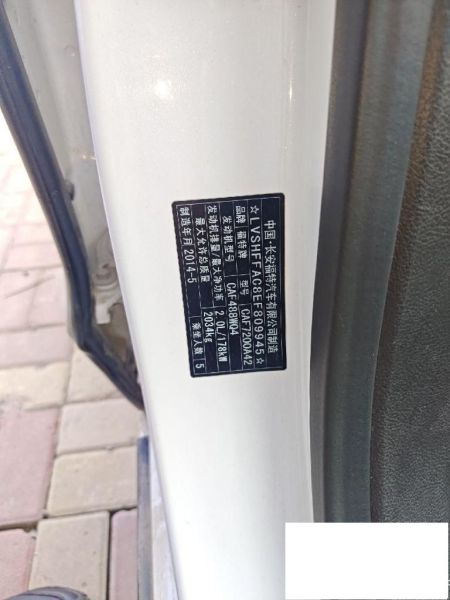 中国·长安福特汽车有限公司制造
☆LVSHFFAC8EF809945☆
品牌 福特牌 型号 CAF7200A42
发动机型号 CAF488WQ4
发动机排量/最大净功率 2.0L/178kW
最大允许总质量 2034kg
制造年月 2014-5 乘坐人数 5